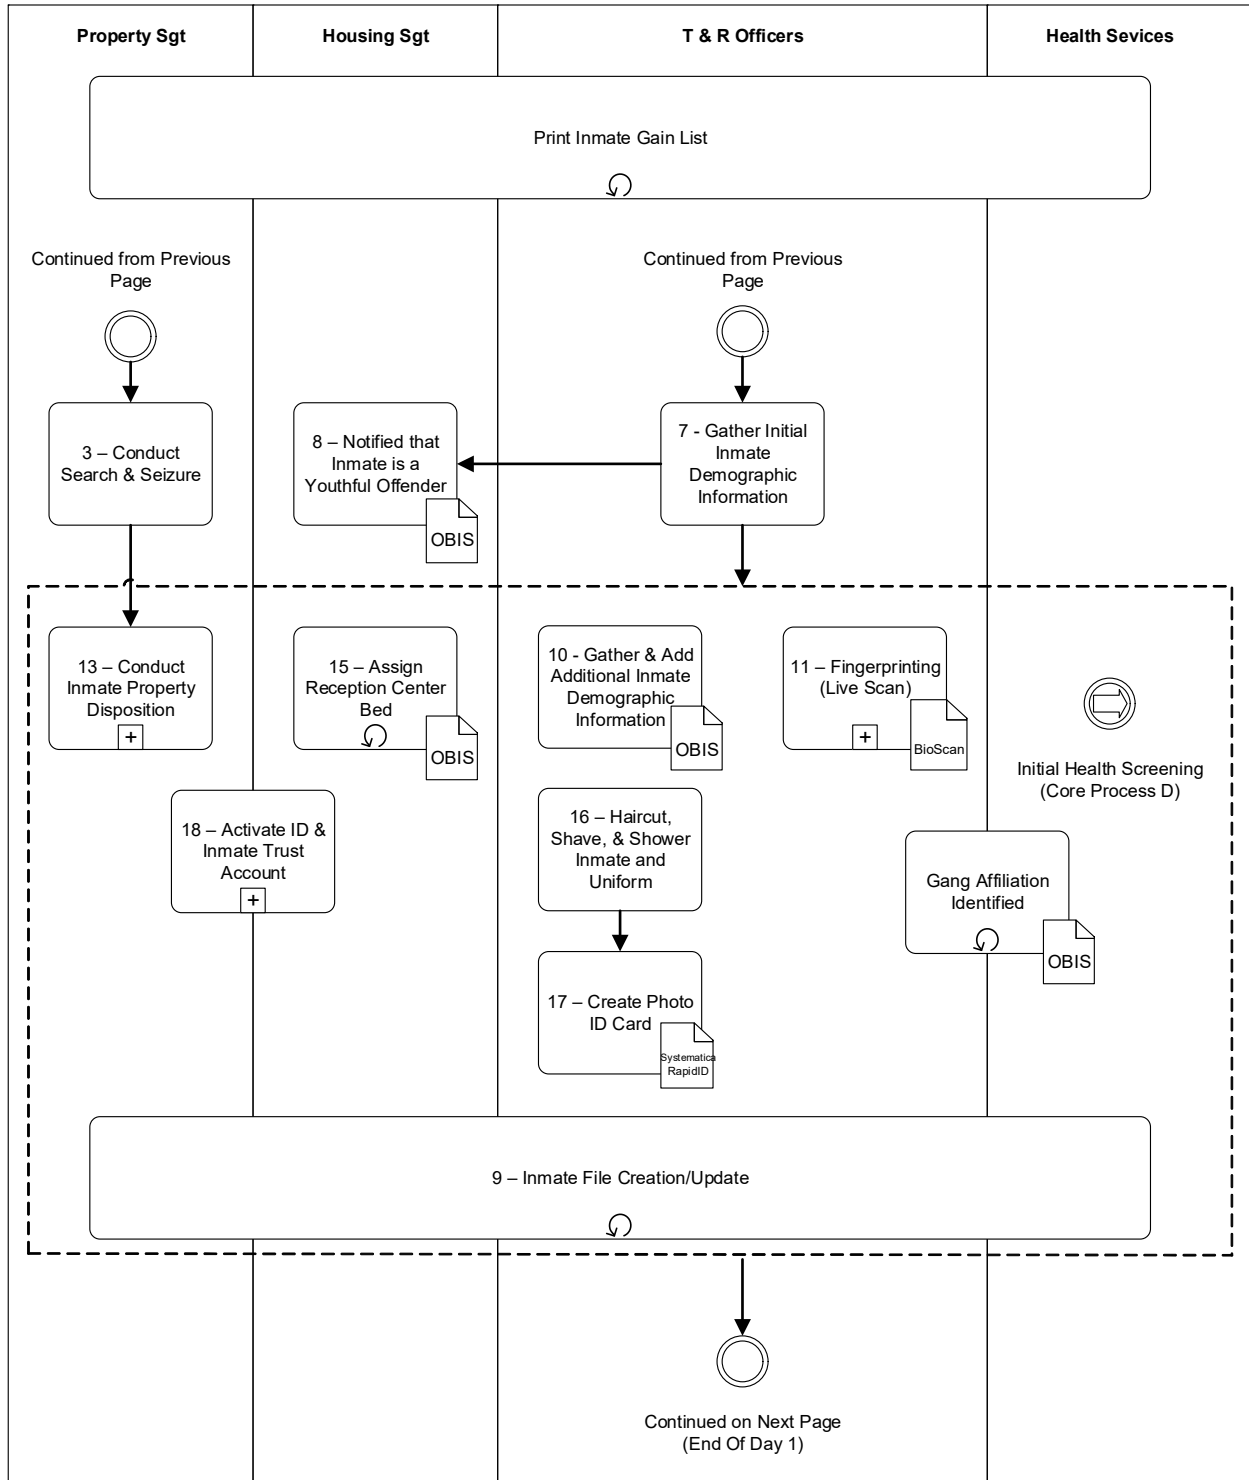 Property Sgt
Housing Sgt
T & R Officers
Health Sevices
Print Inmate Gain List
Continued from Previous
Page
Continued from Previous
Page
3 – Conduct
Search & Seizure
8 – Notified that
Inmate is a
Youthful Offender
OBIS
7 - Gather Initial
Inmate
Demographic
Information
13 – Conduct
Inmate Property
Disposition
+
15 – Assign
Reception Center
Bed
OBIS
10 - Gather & Add
Additional Inmate
Demographic
Information
OBIS
11 – Fingerprinting
(Live Scan)
+
BioScan
Initial Health Screening
(Core Process D)
18 – Activate ID &
Inmate Trust
Account
+
16 – Haircut,
Shave, & Shower
Inmate and
Uniform
Gang Affiliation
Identified
OBIS
17 – Create Photo
ID Card
Systematica
RapidID
9 – Inmate File Creation/Update
Continued on Next Page
(End Of Day 1)